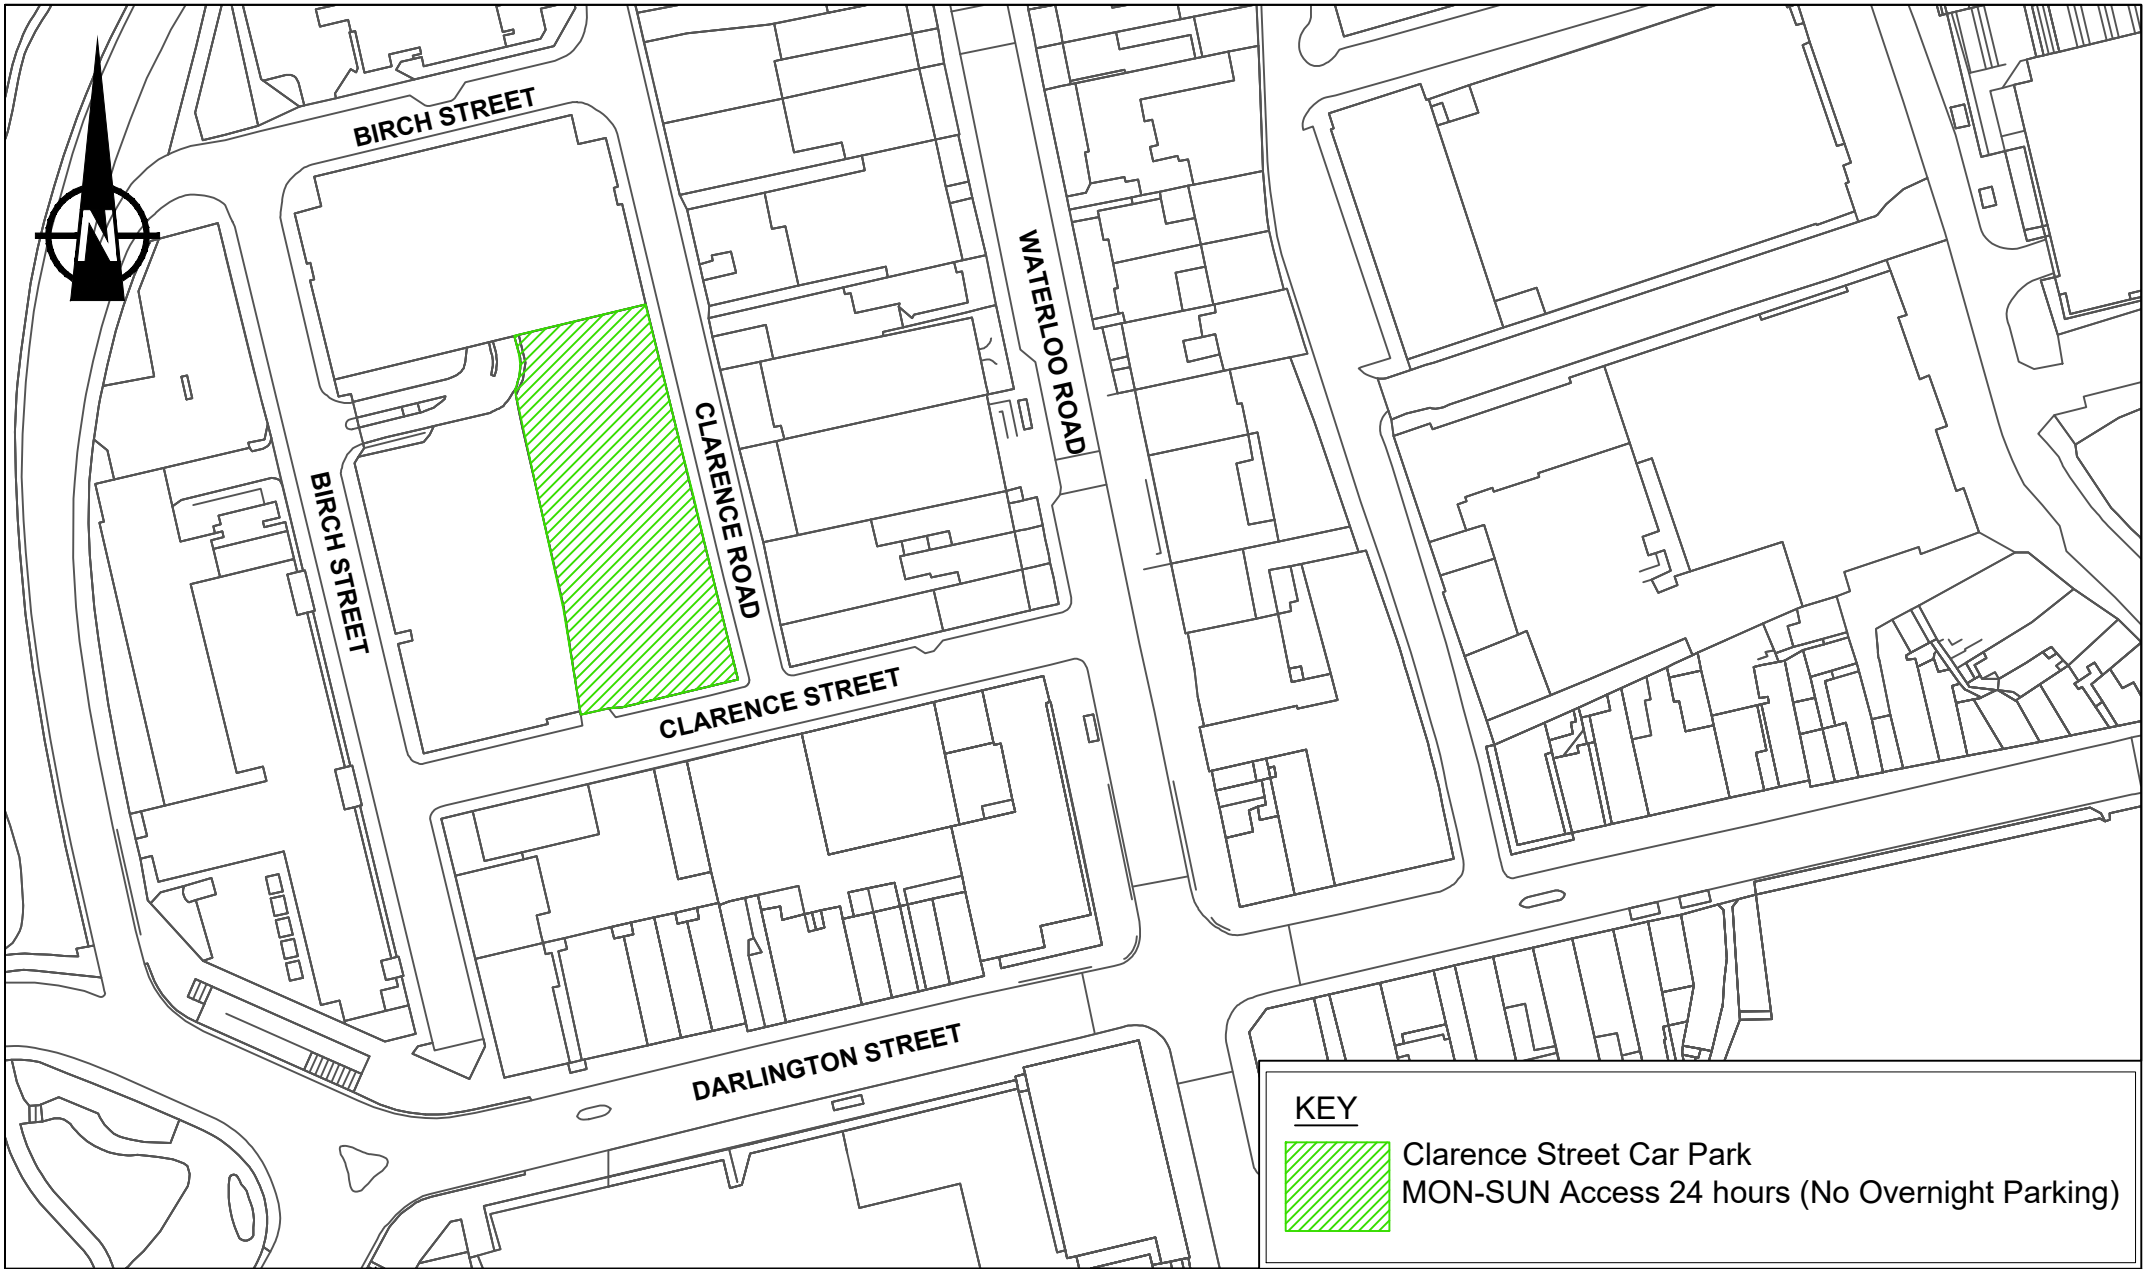 BIRCH STREET
N
WATERLOO ROAD
CLARENCE ROAD
BIRCH STREET
CLARENCE STREET
DARLINGTON STREET
KEY
Clarence Street Car Park
MON-SUN Access 24 hours (No Overnight Parking)